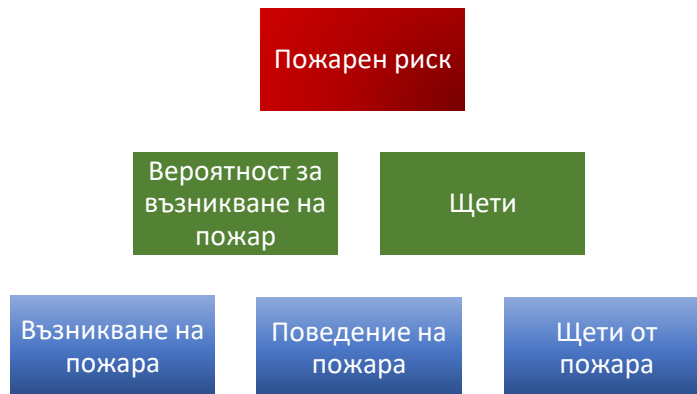 Пожарен риск
Вероятност за
възникване на
пожар
Щети
Възникване на
пожара
Поведение на
пожара
Щети от
пожара